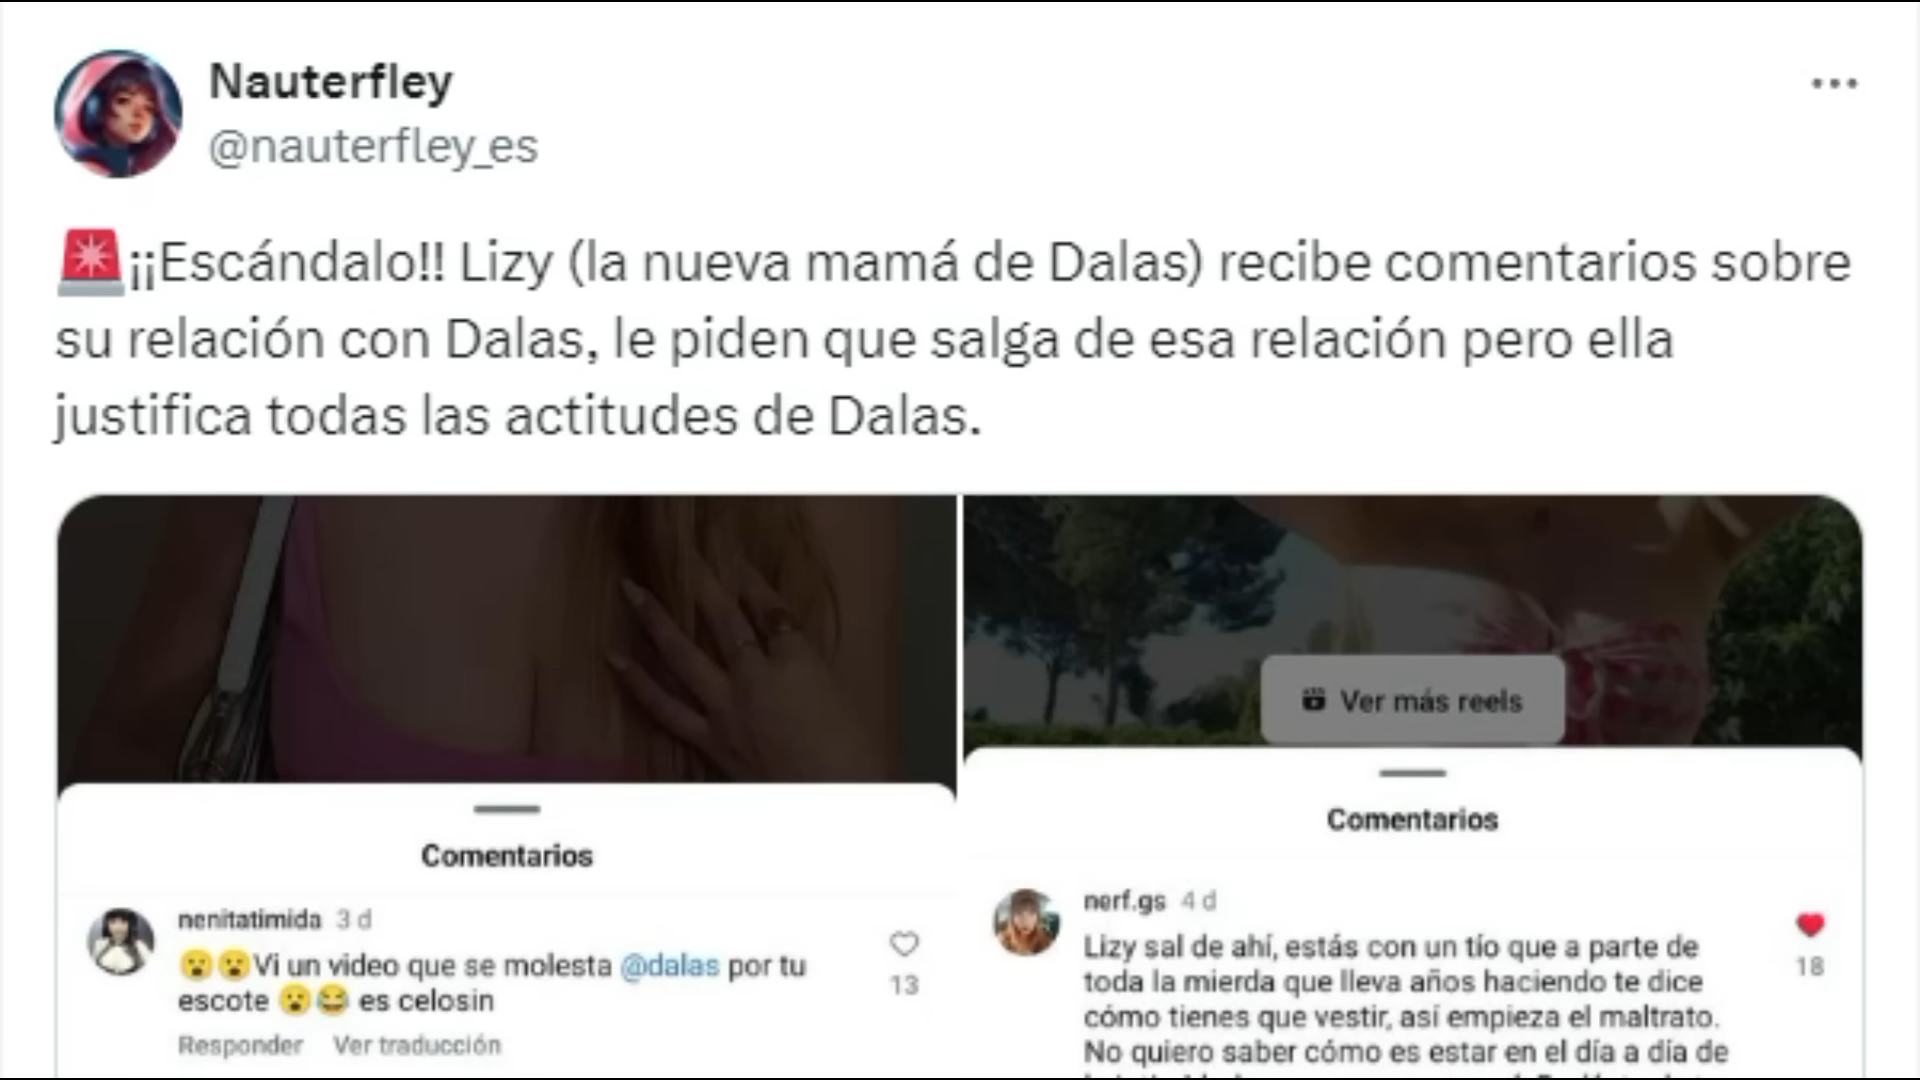 Nauterfley
@nauterfley_es
🚨¡¡Escándalo!! Lizy (la nueva mamá de Dalas) recibe comentarios sobre
su relación con Dalas, le piden que salga de esa relación pero ella
justifica todas las actitudes de Dalas.
Ver más reels
Comentarios
nenitatimida 3 d
😮😮Vi un video que se molesta @dalas por tu
escote 😮😂 es celosin
13
Responder Ver traducción
Comentarios
nerf.gs 4 d
Lizy sal de ahí, estás con un tío que a parte de
toda la mierda que lleva años haciendo te dice
18
cómo tienes que vestir, así empieza el maltrato.
No quiero saber cómo es estar en el día a día de